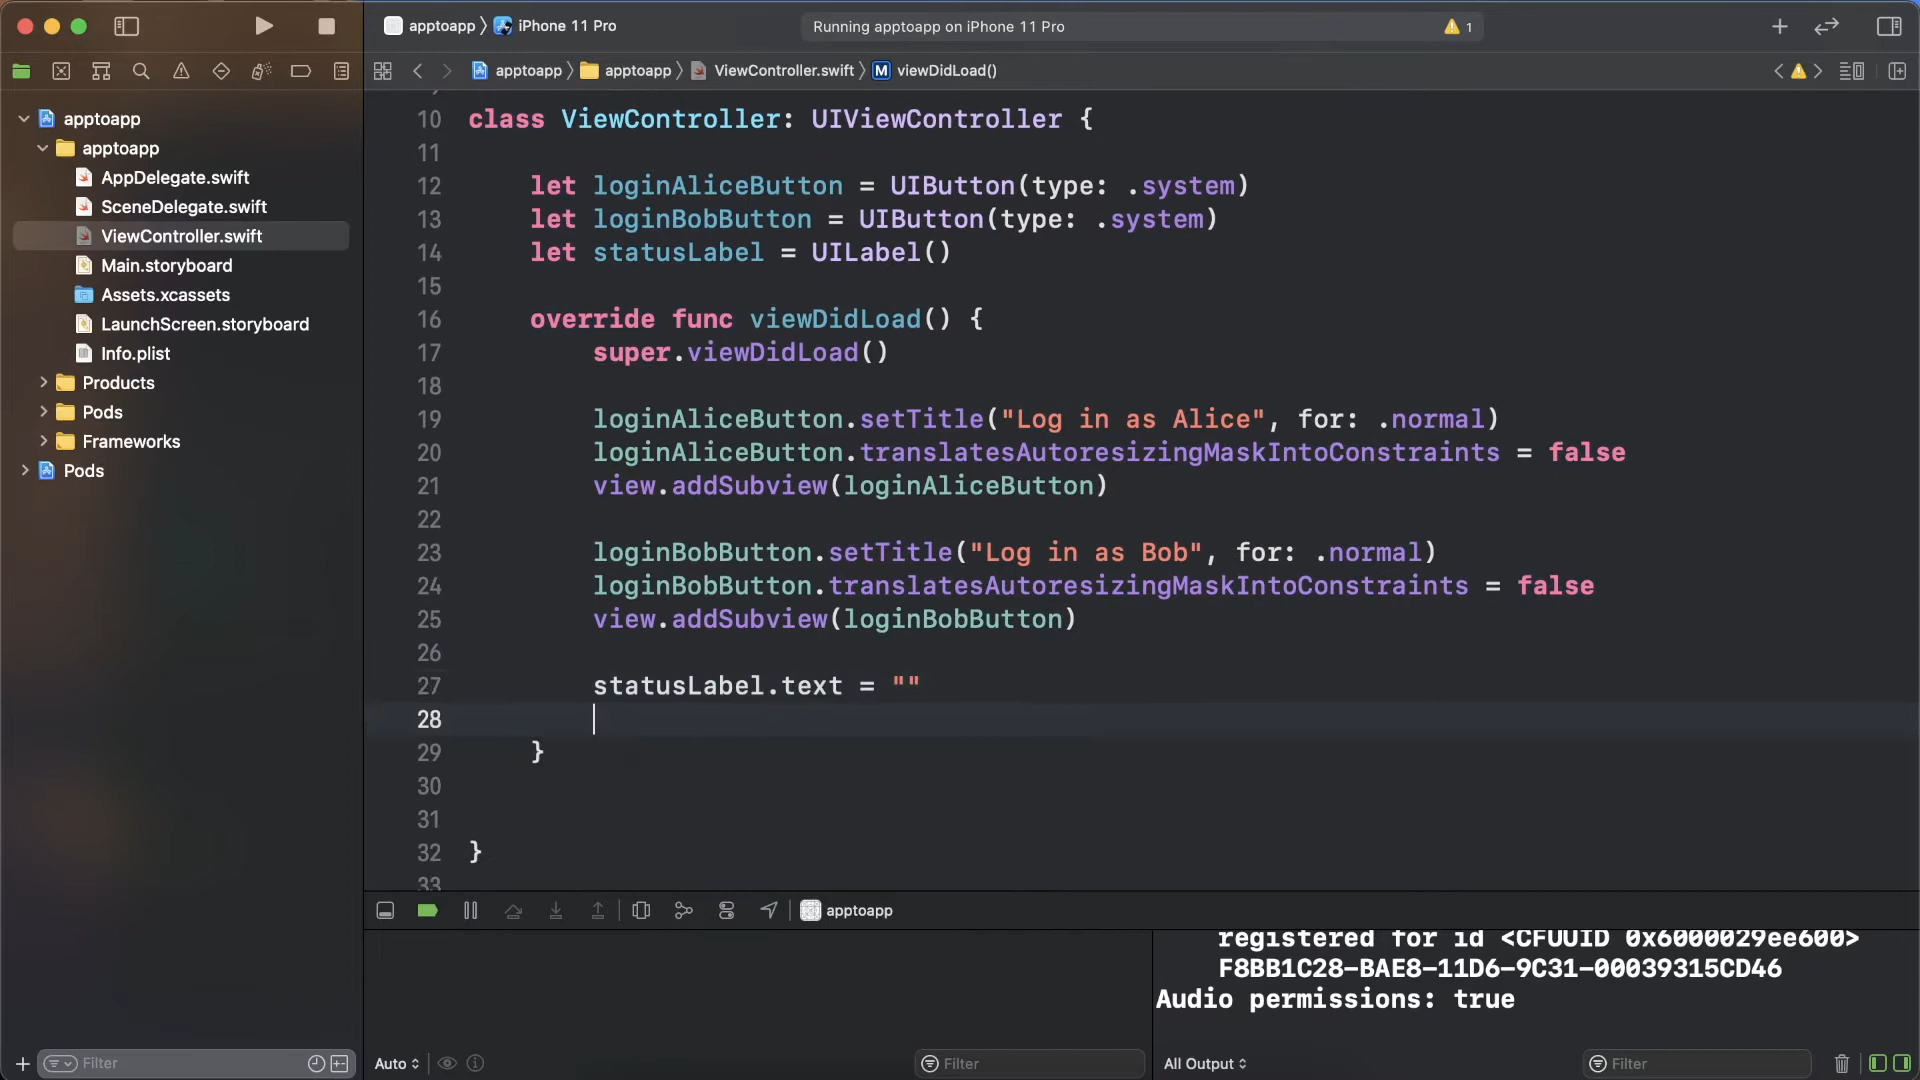 apptoapp 〉 iPhone 11 Pro
Running apptoapp on iPhone 11 Pro
1
apptoapp 〉 apptoapp 〉 ViewController.swift 〉 M viewDidLoad()
apptoapp
apptoapp
AppDelegate.swift
SceneDelegate.swift
ViewController.swift
Main.storyboard
Assets.xcassets
LaunchScreen.storyboard
Info.plist
Products
Pods
Frameworks
Pods
Filter
10 class ViewController: UIViewController {
11
12     let loginAliceButton = UIButton(type: .system)
13     let loginBobButton = UIButton(type: .system)
14     let statusLabel = UILabel()
15
16     override func viewDidLoad() {
17         super.viewDidLoad()
18
19         loginAliceButton.setTitle("Log in as Alice", for: .normal)
20         loginAliceButton.translatesAutoresizingMaskIntoConstraints = false
21         view.addSubview(loginAliceButton)
22
23         loginBobButton.setTitle("Log in as Bob", for: .normal)
24         loginBobButton.translatesAutoresizingMaskIntoConstraints = false
25         view.addSubview(loginBobButton)
26
27         statusLabel.text = ""
28
29     }
30
31
32 }
33
apptoapp
registered for id <CFUUID 0x6000029ee600>
F8BB1C28-BAE8-11D6-9C31-00039315CD46
Audio permissions: true
Auto
Filter
All Output
Filter